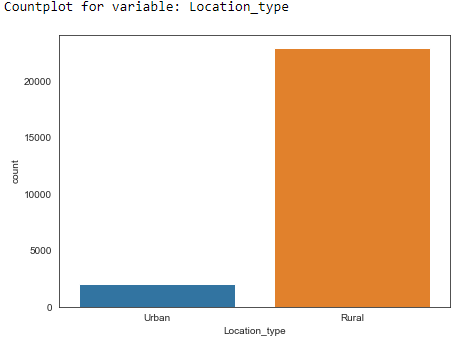 Countplot for variable: Location_type
20000
15000
10000
5000
0
count
Urban
Rural
Location_type